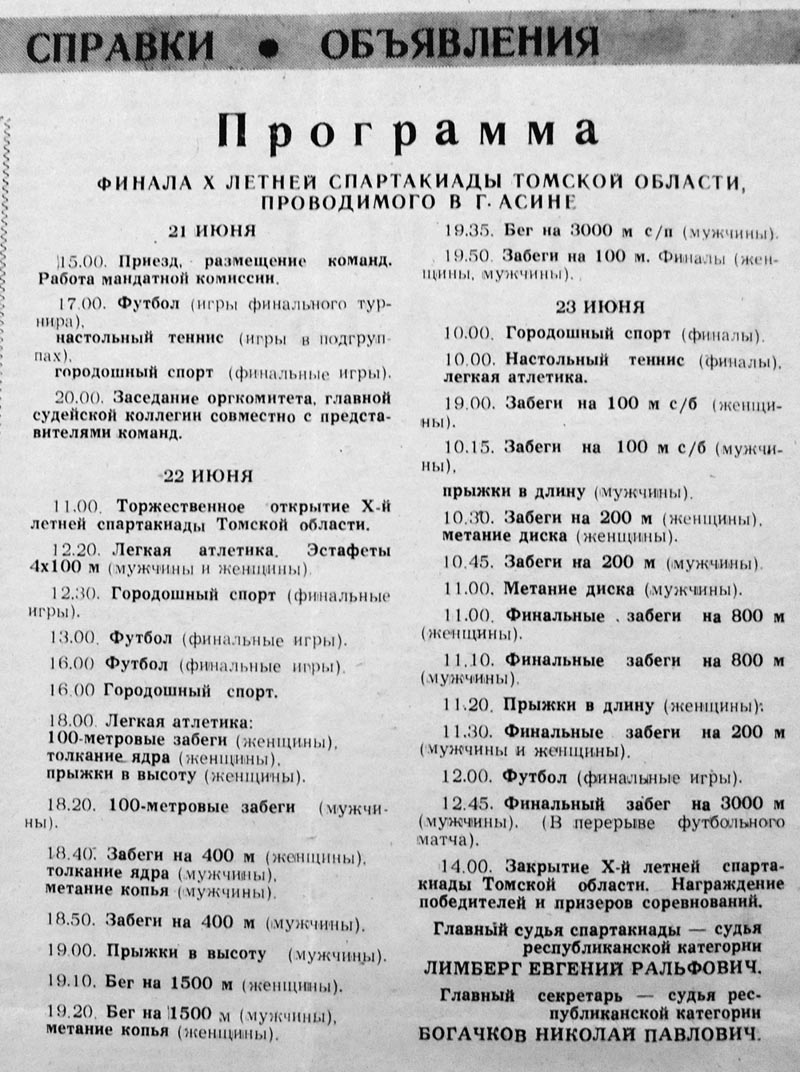 СПРАВКИ ● ОБЪЯВЛЕНИЯ
Программа
ФИНАЛА X ЛЕТНЕЙ СПАРТАКИАДЫ ТОМСКОЙ ОБЛАСТИ,
ПРОВОДИМОГО В Г. АСИНЕ
21 ИЮНЯ
15.00. Приезд, размещение команд.
Работа мандатной комиссии.
17.00. Футбол (игры финального тур-
нира),
настольный теннис (игры в подгруп-
пах),
городошный спорт (финальные игры).
20.00. Заседание оргкомитета, главной
судейской коллегии совместно с предста-
вителями команд.
22 ИЮНЯ
11.00. Торжественное открытие X-й
летней спартакиады Томской области.
12.20. Легкая атлетика. Эстафеты
4х100 м (мужчины и женщины).
12.30. Городошный спорт (финальные
игры).
13.00. Футбол (финальные игры).
16.00 Футбол (финальные игры).
16.00 Городошный спорт.
18.00. Легкая атлетика:
100-метровые забеги (женщины),
толкание ядра (женщины),
прыжки в высоту (женщины).
18.20. 100-метровые забеги (мужчи-
ны).
18.40. Забеги на 400 м (женщины),
толкание ядра (мужчины),
метание копья (мужчины).
18.50. Забеги на 400 м (мужчины).
19.00. Прыжки в высоту (мужчины).
19.10. Бег на 1500 м (женщины).
19.20. Бег на 1500 м (мужчины),
метание копья (женщины).
19.35. Бег на 3000 м с/п (мужчины).
19.50. Забеги на 100 м. Финалы (жен-
щины, мужчины).
23 ИЮНЯ
10.00. Городошный спорт (финалы).
10.00. Настольный теннис (финалы),
легкая атлетика.
19.00. Забеги на 100 м с/б (женщи-
ны).
10.15. Забеги на 100 м с/б (мужчи-
ны),
прыжки в длину (мужчины).
10.30. Забеги на 200 м (женщины),
метание диска (женщины).
10.45. Забеги на 200 м (мужчины).
11.00. Метание диска (мужчины).
11.00. Финальные забеги на 800 м
(женщины).
11.10. Финальные забеги на 800 м
(мужчины).
11.20. Прыжки в длину (женщины).
11.30. Финальные забеги на 200 м
(мужчины и женщины).
12.00. Футбол (финальные игры).
12.45. Финальный забег на 3000 м
(мужчины). (В перерыве футбольного
матча).
14.00. Закрытие X-й летней спарта-
киады Томской области. Награждение
победителей и призеров соревнований.
Главный судья спартакиады — судья
республиканской категории
ЛИМБЕРГ ЕВГЕНИЙ РАЛЬФОВИЧ.
Главный секретарь — судья рес-
публиканской категории
БОГАЧКОВ НИКОЛАЙ ПАВЛОВИЧ.